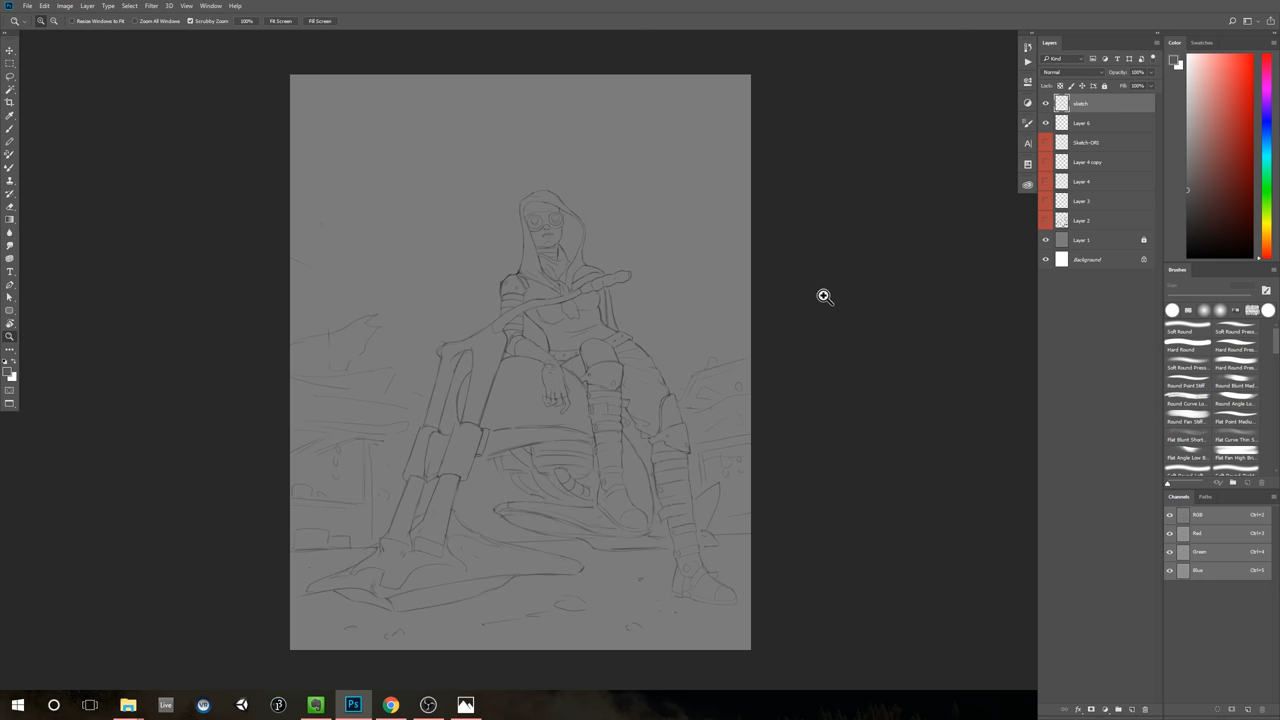 Ps File Edit Image Layer Type Select Filter 3D View Window Help
Resize Windows to Fit Zoom All Windows Scrubby Zoom 100% Fit Screen Fill Screen
Layers
Kind
Normal Opacity: 100%
Lock: Fill: 100%
sketch
Layer 6
Sketch-ORI
Layer 4 copy
Layer 4
Layer 3
Layer 2
Layer 1
Background
Color Swatches
Brushes
Soft Round Soft Round Press...
Hard Round Hard Round Pres...
Soft Round Press... Hard Round Pres...
Round Point Stiff Round Blunt Med...
Round Curve Lo... Round Angle Lo...
Round Fan Stiff... Flat Point Mediu...
Flat Blunt Short... Flat Curve Thin S...
Flat Angle Low B... Flat Fan High Bri...
Channels Paths
RGB Ctrl+2
Red Ctrl+3
Green Ctrl+4
Blue Ctrl+5
fx
Live VR Ps